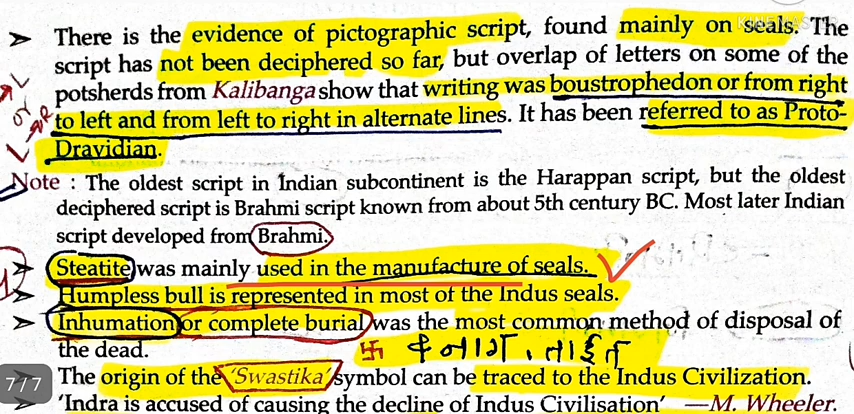 ➢ There is the evidence of pictographic script, found mainly on seals. The
script has not been deciphered so far, but overlap of letters on some of the
potsherds from Kalibanga show that writing was boustrophedon or from right
to left and from left to right in alternate lines. It has been referred to as Proto-
Dravidian.
Note : The oldest script in Indian subcontinent is the Harappan script, but the oldest
deciphered script is Brahmi script known from about 5th century BC. Most later Indian
script developed from Brahmi.
➢ Steatite was mainly used in the manufacture of seals.
➢ Humpless bull is represented in most of the Indus seals.
➢ Inhumation or complete burial was the most common method of disposal of
the dead. 卐
7/7
The origin of the 'Swastika' symbol can be traced to the Indus Civilization.
➢ 'Indra is accused of causing the decline of Indus Civilisation' —M. Wheeler.